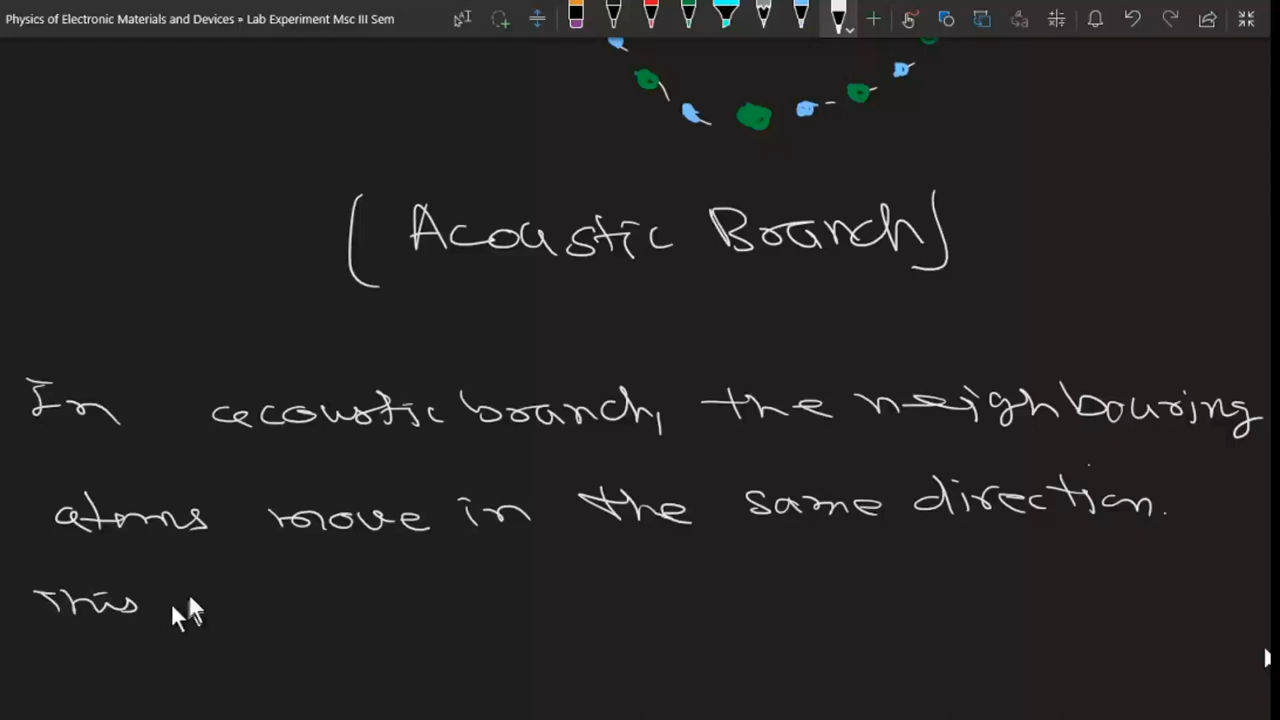 Physics of Electronic Materials and Devices » Lab Experiment Msc III Sem
(Acoustic Branch)
In acoustic branch, the neighbouring
atoms move in the same direction.
This